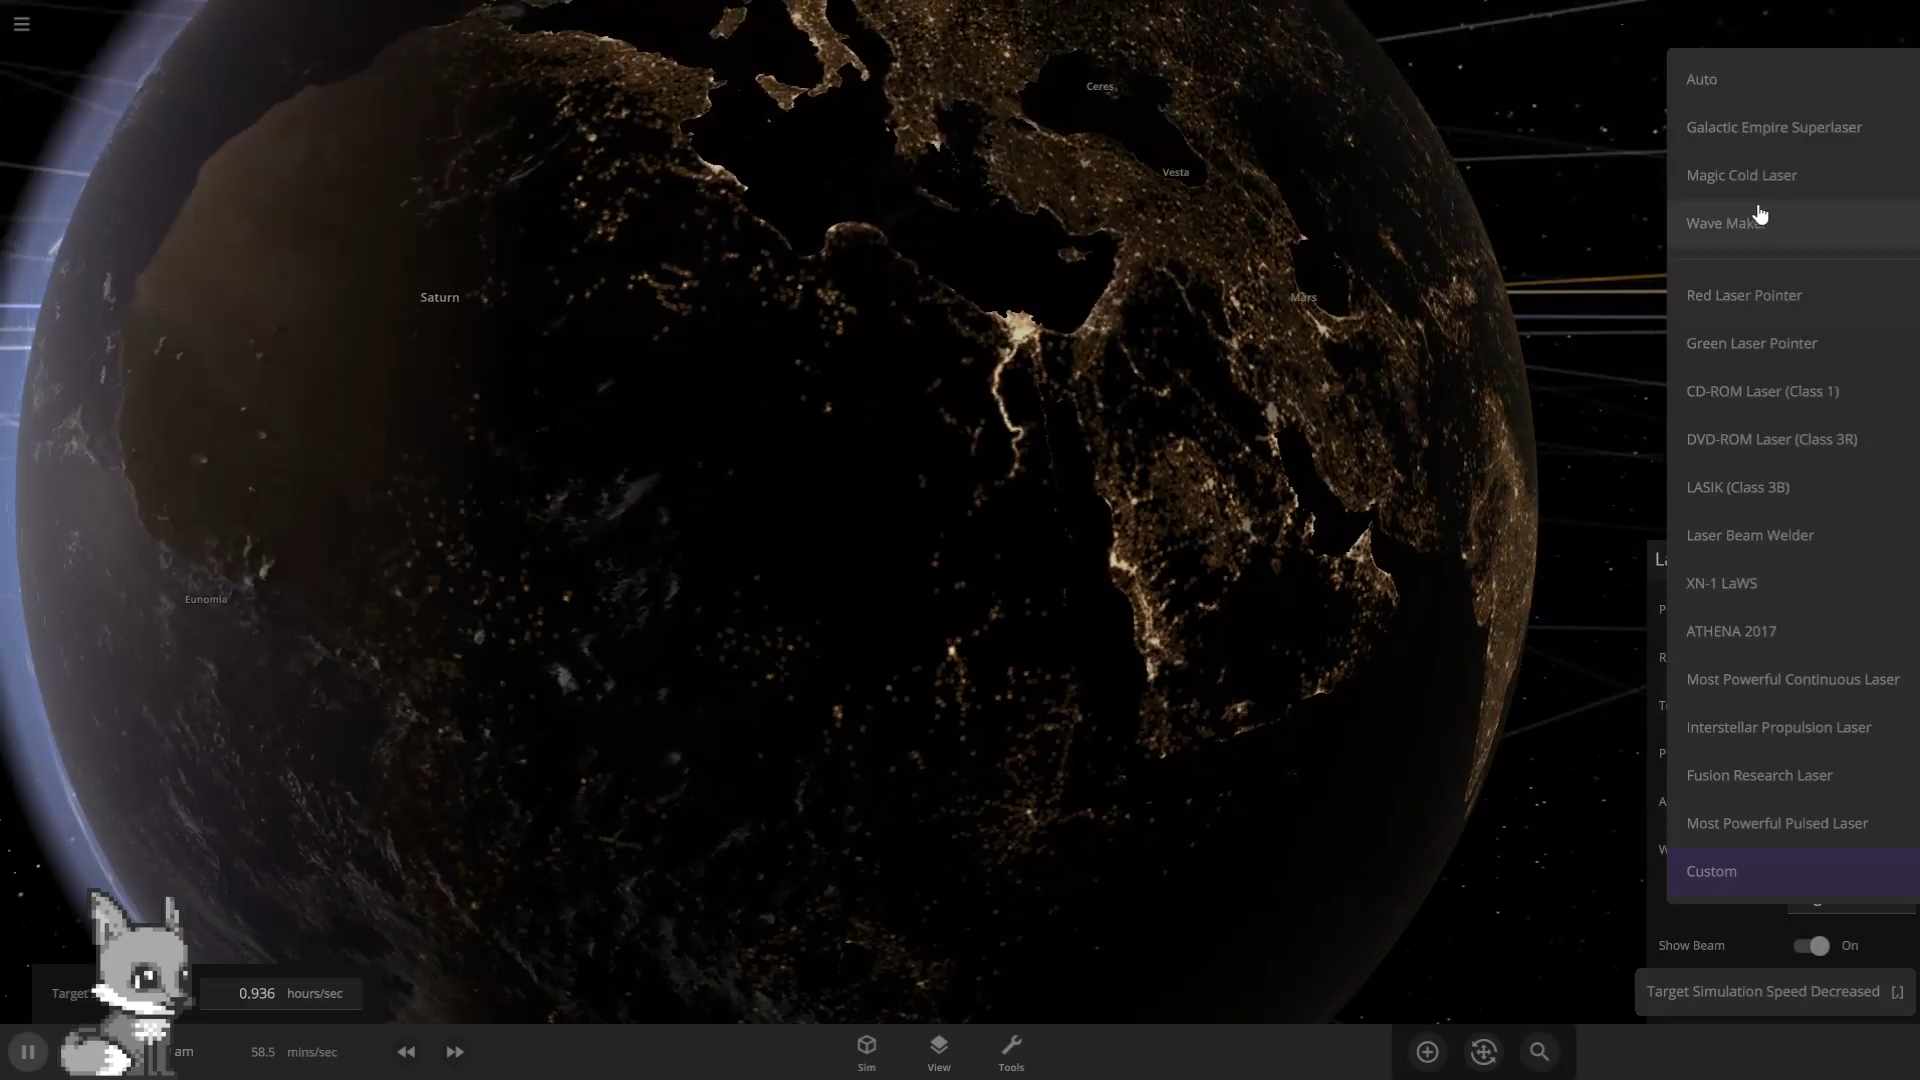 Auto
Galactic Empire Superlaser
Magic Cold Laser
Wave Maker
Red Laser Pointer
Green Laser Pointer
CD-ROM Laser (Class 1)
DVD-ROM Laser (Class 3R)
LASIK (Class 3B)
Laser Beam Welder
XN-1 LaWS
ATHENA 2017
Most Powerful Continuous Laser
Interstellar Propulsion Laser
Fusion Research Laser
Most Powerful Pulsed Laser
Custom
Show Beam On
Target Simulation Speed Decreased [,]
Ceres
Vesta
Saturn
Mars
Eunomia
Target 0.936 hours/sec
am 58.5 mins/sec
Sim View Tools